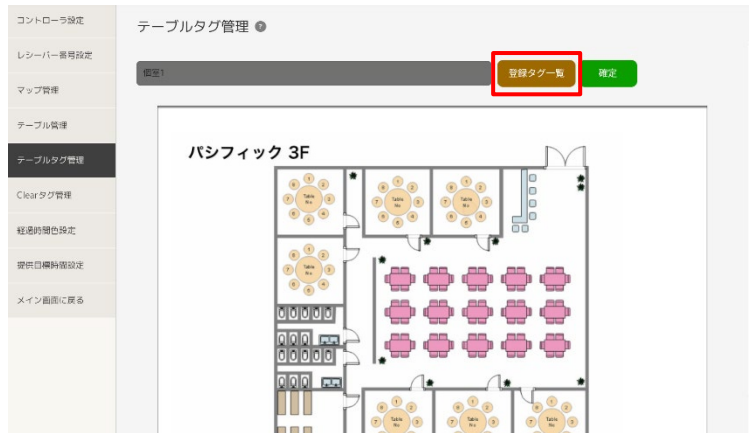 コントローラ設定
レシーバー番号設定
マップ管理
テーブル管理
テーブルタグ管理
Clearタグ管理
経過時間色設定
提供目標時間設定
メイン画面に戻る
テーブルタグ管理 ?
個室1
登録タグ一覧
確定
パシフィック 3F